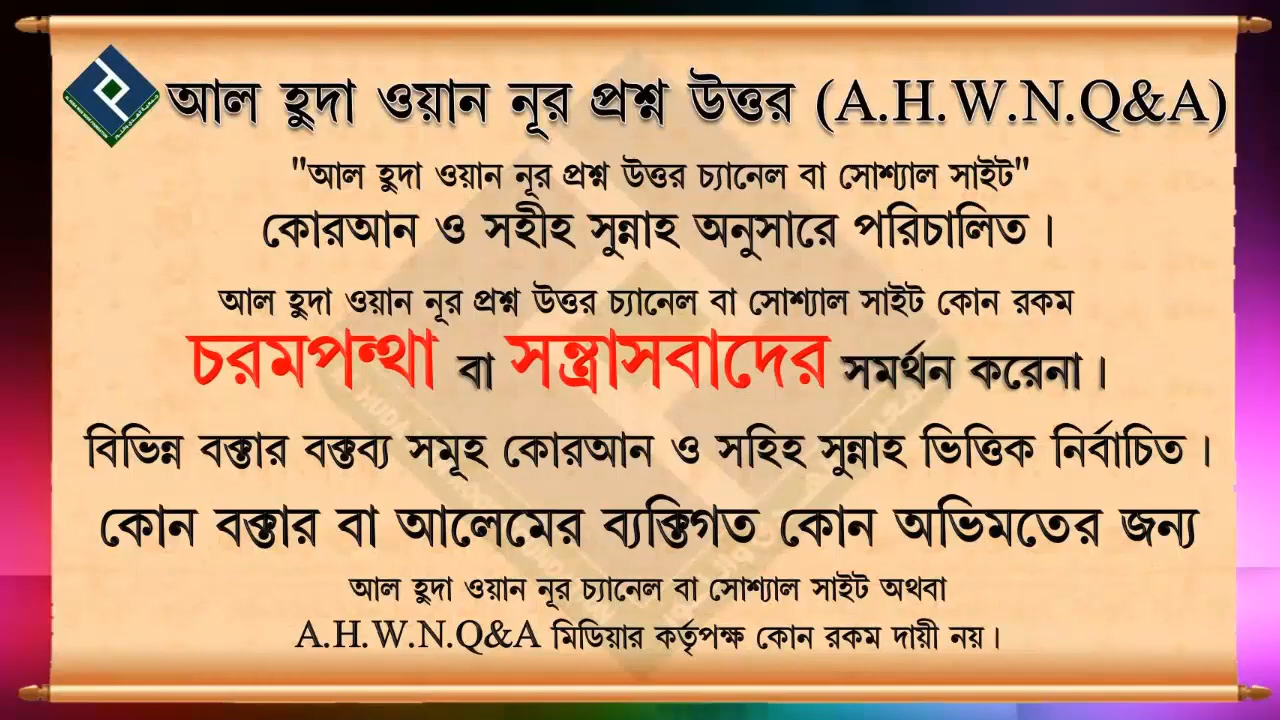 আল হুদা ওয়ান নূর প্রশ্ন উত্তর (A.H.W.N.Q&A)
"আল হুদা ওয়ান নূর প্রশ্ন উত্তর চ্যানেল বা সোশ্যাল সাইট"
কোরআন ও সহীহ সুন্নাহ অনুসারে পরিচালিত ।
আল হুদা ওয়ান নূর প্রশ্ন উত্তর চ্যানেল বা সোশ্যাল সাইট কোন রকম
চরমপন্থা বা সন্ত্রাসবাদের সমর্থন করেনা ।
বিভিন্ন বক্তার বক্তব্য সমূহ কোরআন ও সহিহ সুন্নাহ ভিত্তিক নির্বাচিত ।
কোন বক্তার বা আলেমের ব্যক্তিগত কোন অভিমতের জন্য
আল হুদা ওয়ান নূর চ্যানেল বা সোশ্যাল সাইট অথবা
A.H.W.N.Q&A মিডিয়ার কর্তৃপক্ষ কোন রকম দায়ী নয় ।